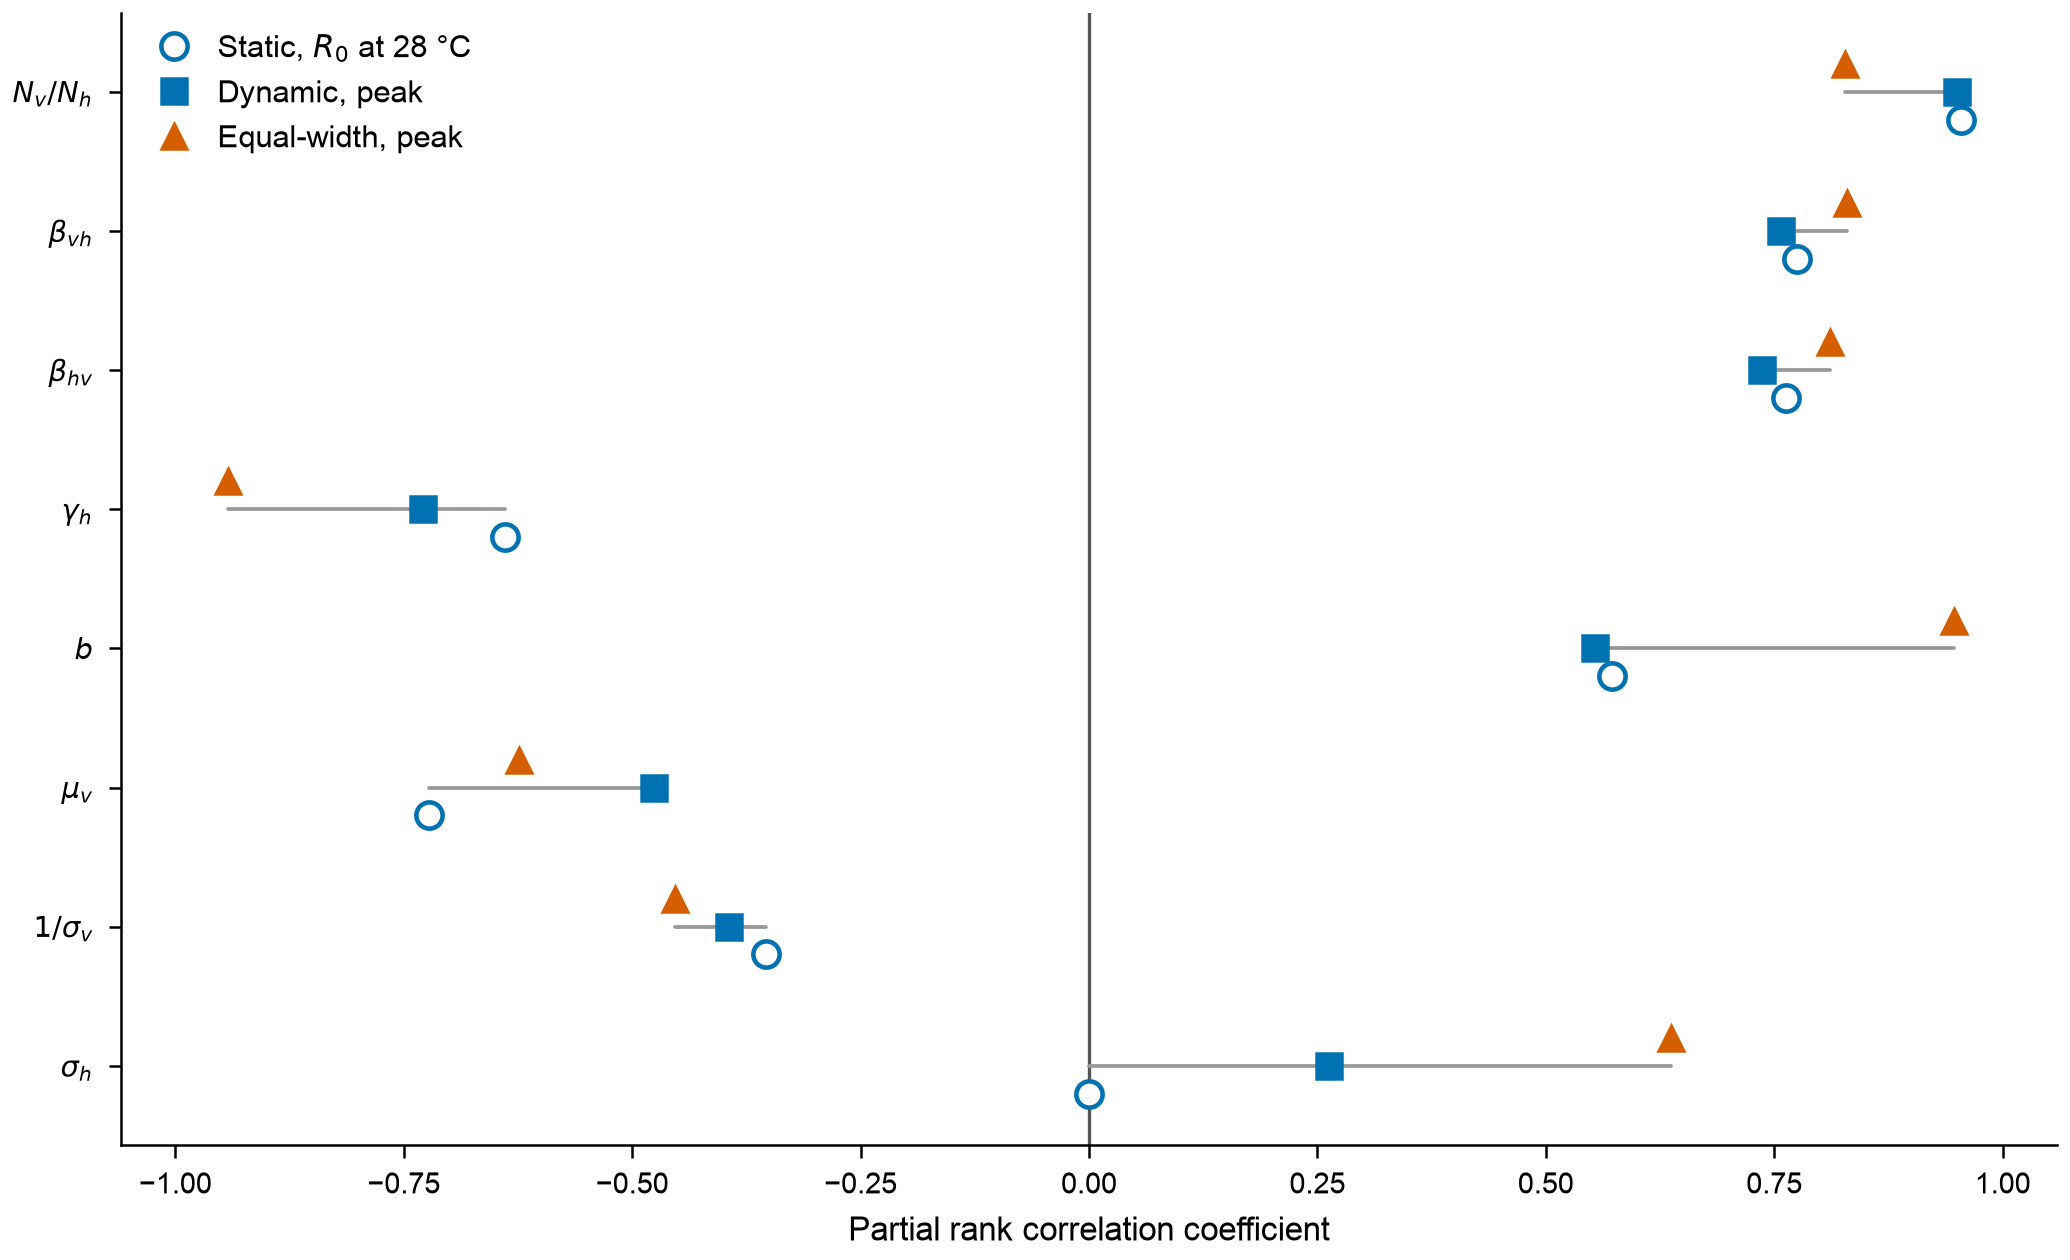 Static, R₀ at 28 °C
Dynamic, peak
Equal-width, peak
Nᵥ/Nₕ
βᵥₕ
βₕᵥ
γₕ
b
μᵥ
1/σᵥ
σₕ
−1.00 −0.75 −0.50 −0.25 0.00 0.25 0.50 0.75 1.00
Partial rank correlation coefficient